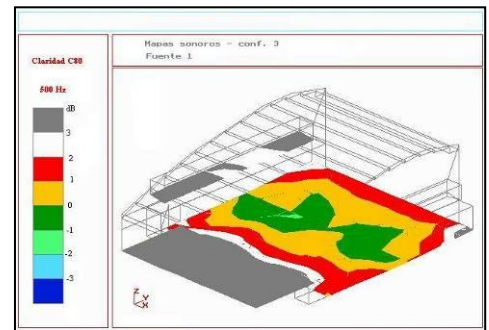 Mapas sonoros - conf. 3
Fuente 1
Claridad C80
500 Hz
dB
3
2
1
0
-1
-2
-3
Z
Y
X